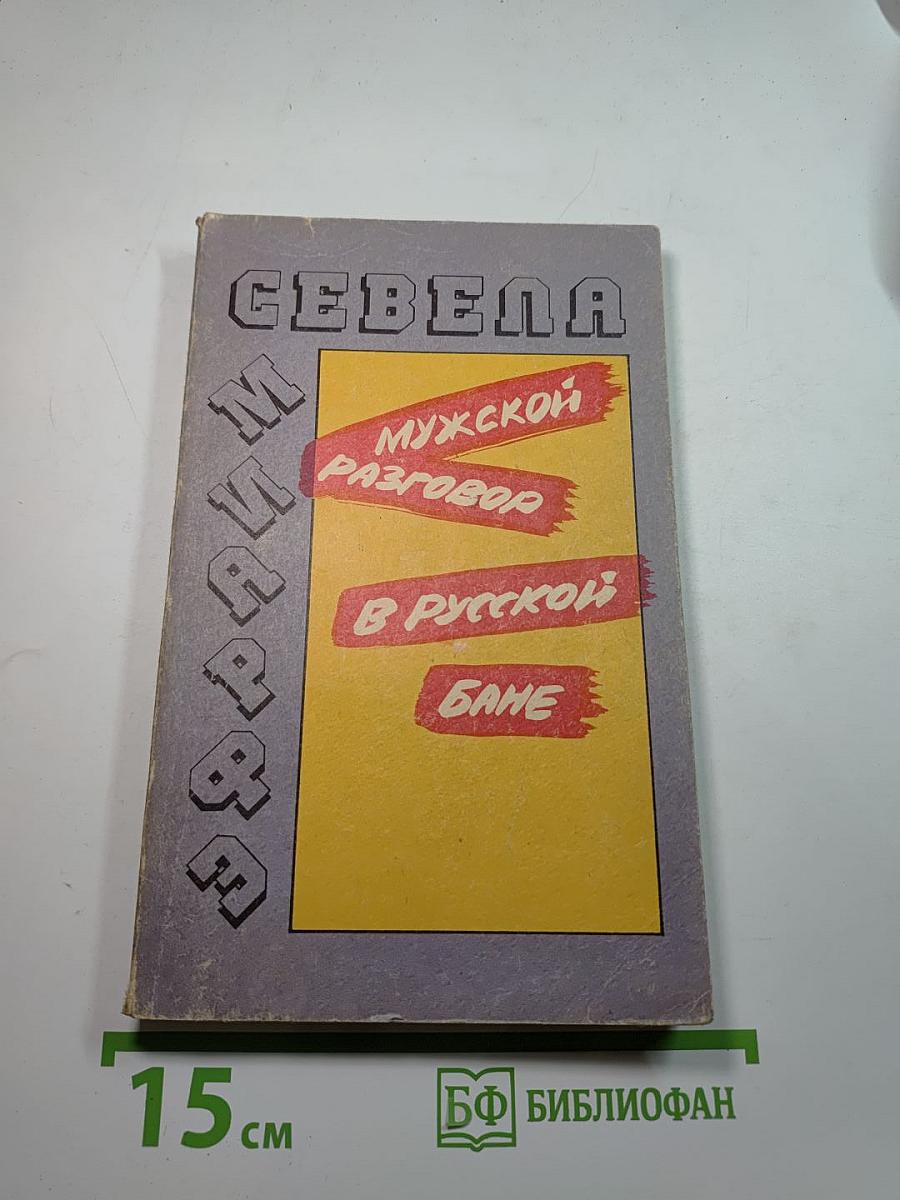 СЕВЕЛА
ЭФРАИМ
МУЖСКОЙ
РАЗГОВОР
В РУССКОЙ
БАНЕ
15 см
БФ БИБЛИОФАН